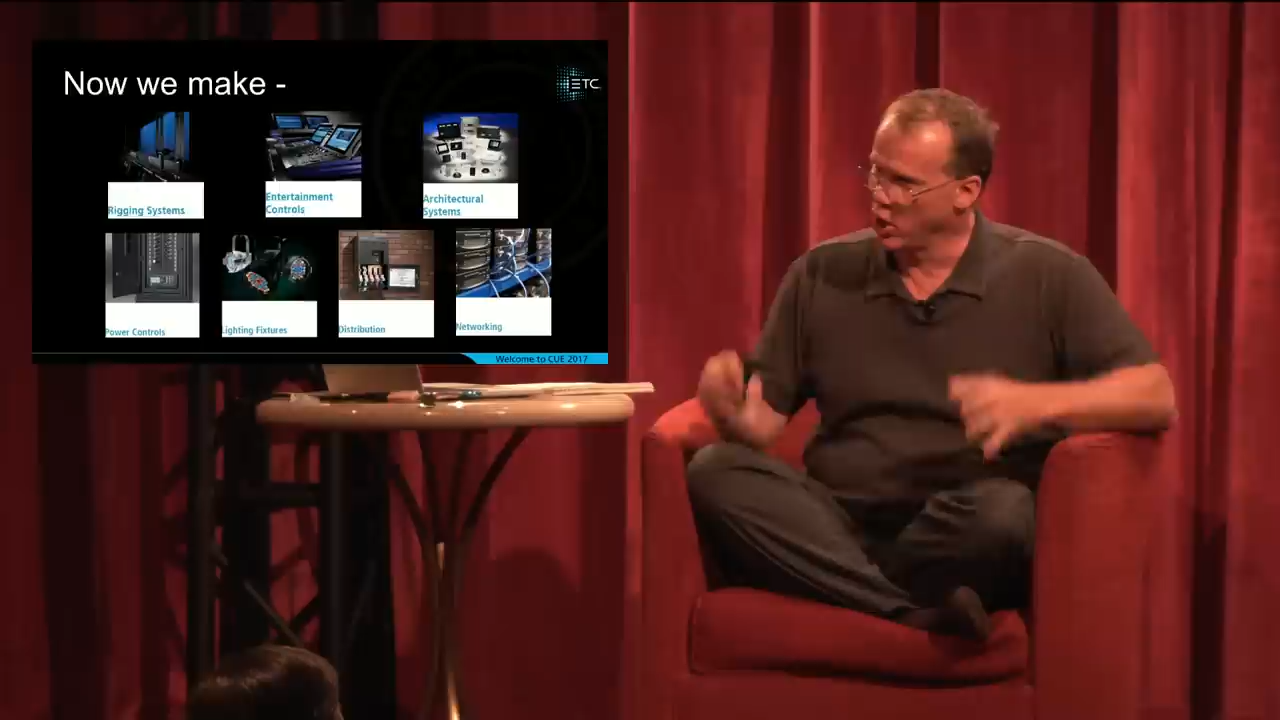 Now we make -
ETC
Rigging Systems
Entertainment
Controls
Architectural
Systems
Power Controls
Lighting Fixtures
Distribution
Networking
Welcome to CUE 2017